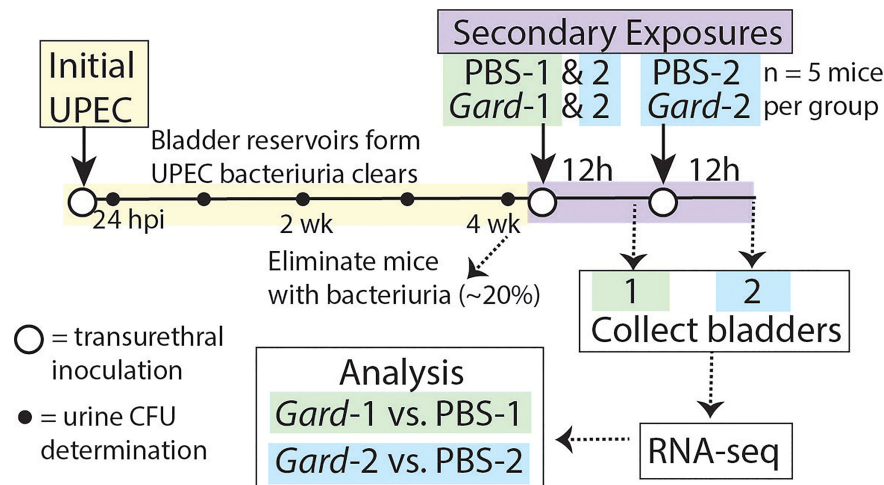 Secondary Exposures
Initial
UPEC
PBS-1 & 2
Gard-1 & 2
PBS-2
Gard-2
n = 5 mice
per group
Bladder reservoirs form
UPEC bacteriuria clears
12h
12h
24 hpi
2 wk
4 wk
Eliminate mice
with bacteriuria (~20%)
1
2
Collect bladders
= transurethral
inoculation
= urine CFU
determination
Analysis
Gard-1 vs. PBS-1
Gard-2 vs. PBS-2
RNA-seq